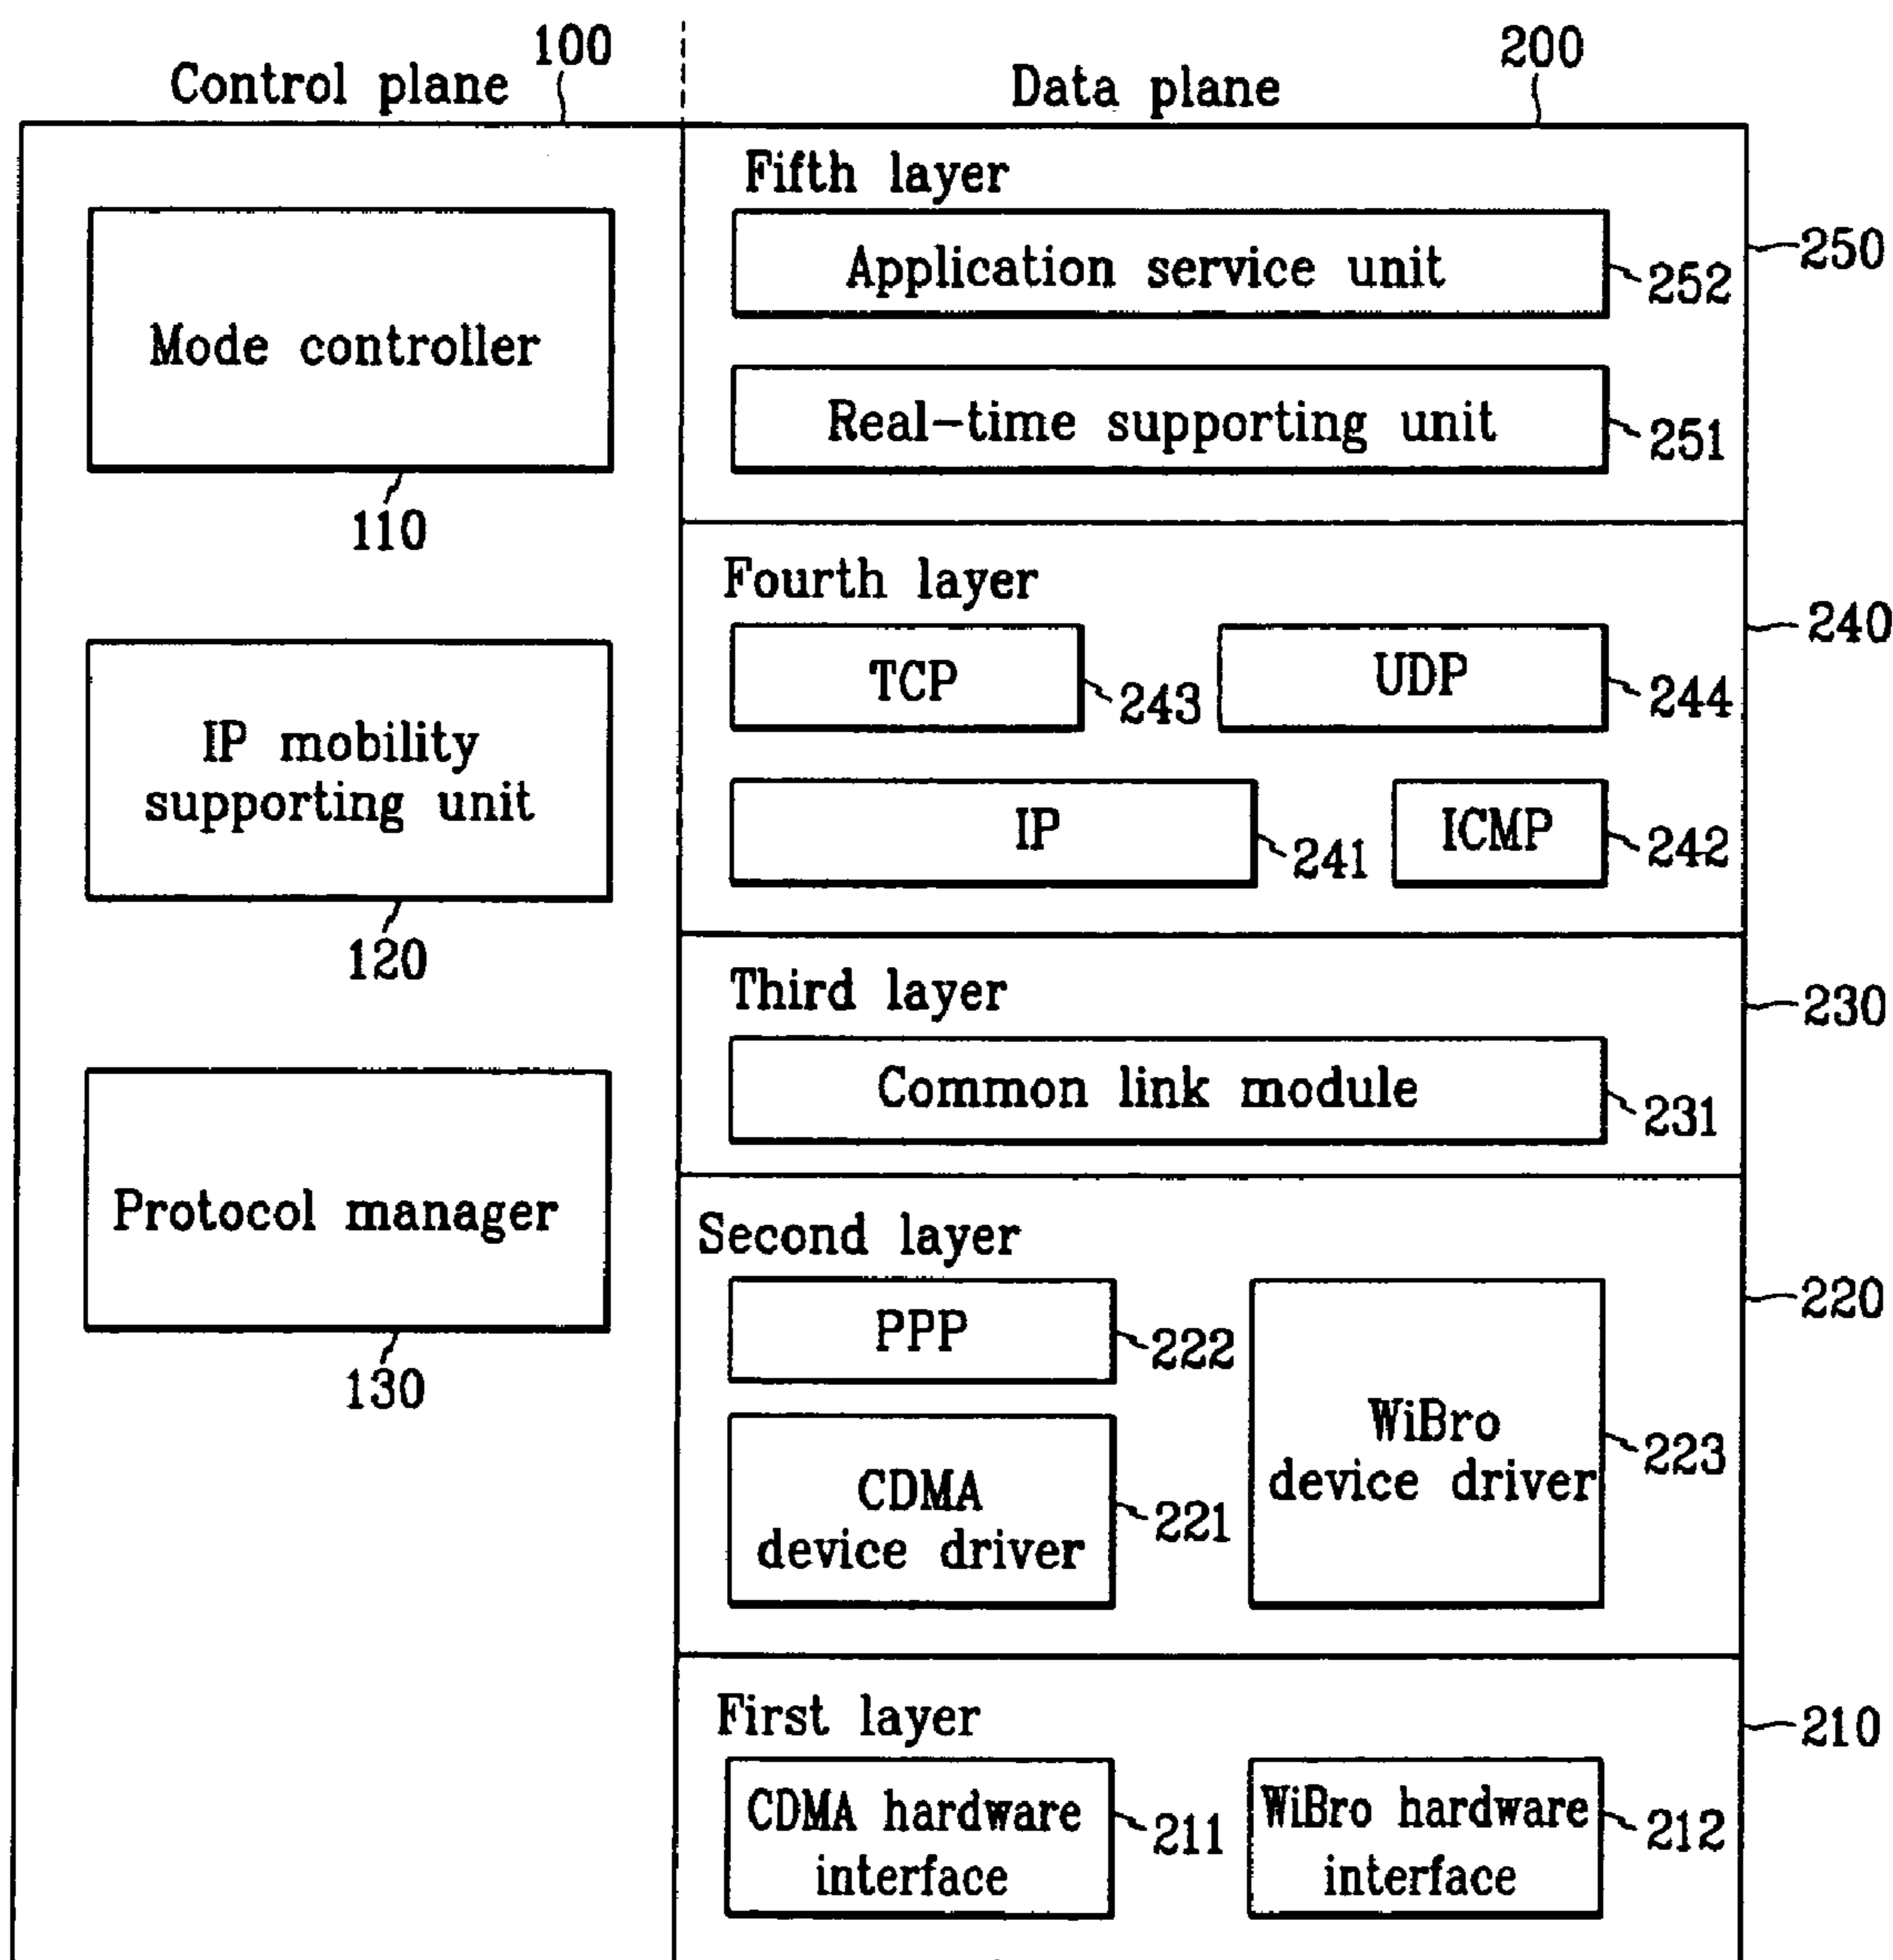 Control plane
100
Mode controller
110
IP mobility
supporting unit
120
Protocol manager
130
Data plane
200
Fifth layer
250
Application service unit
252
Real-time supporting unit
251
Fourth layer
240
TCP
243
UDP
244
IP
241
ICMP
242
Third layer
230
Common link module
231
Second layer
220
PPP
222
CDMA
device driver
221
WiBro
device driver
223
First layer
210
CDMA hardware
interface
211
WiBro hardware
interface
212